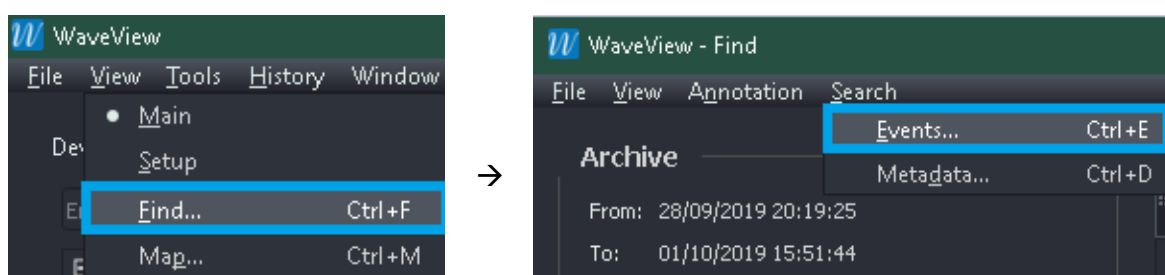 WaveView
File View Tools History Window
Main
Setup
Find... Ctrl+F
Map... Ctrl+M
→
WaveView - Find
File View Annotation Search
Events... Ctrl+E
Metadata... Ctrl+D
Archive
From: 28/09/2019 20:19:25
To: 01/10/2019 15:51:44